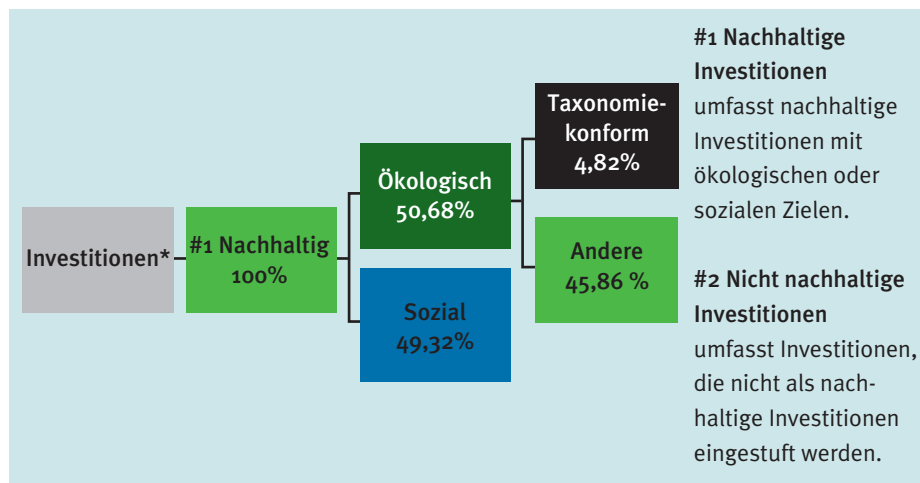 Investitionen*
#1 Nachhaltig
100%
Ökologisch
50,68%
Sozial
49,32%
Taxonomie-
konform
4,82%
Andere
45,86 %
#1 Nachhaltige
Investitionen
umfasst nachhaltige
Investitionen mit
ökologischen oder
sozialen Zielen.
#2 Nicht nachhaltige
Investitionen
umfasst Investitionen,
die nicht als nach-
haltige Investitionen
eingestuft werden.